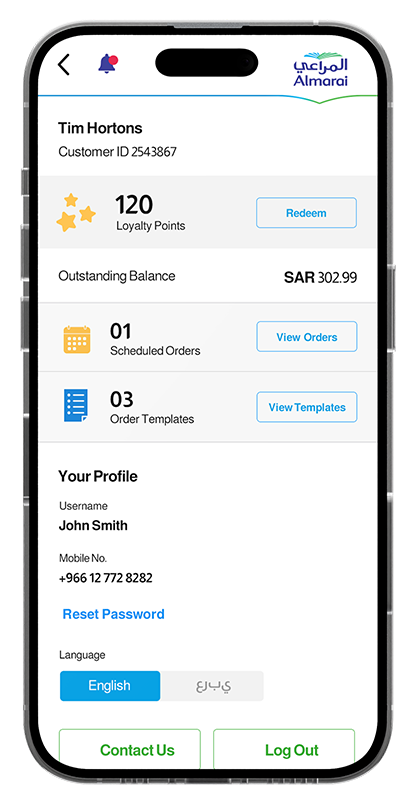 المراعي
Almarai
Tim Hortons
Customer ID 2543867
120
Loyalty Points
Redeem
Outstanding Balance
SAR 302.99
01
Scheduled Orders
View Orders
03
Order Templates
View Templates
Your Profile
Username
John Smith
Mobile No.
+966 12 772 8282
Reset Password
Language
English
يبرع
Contact Us
Log Out